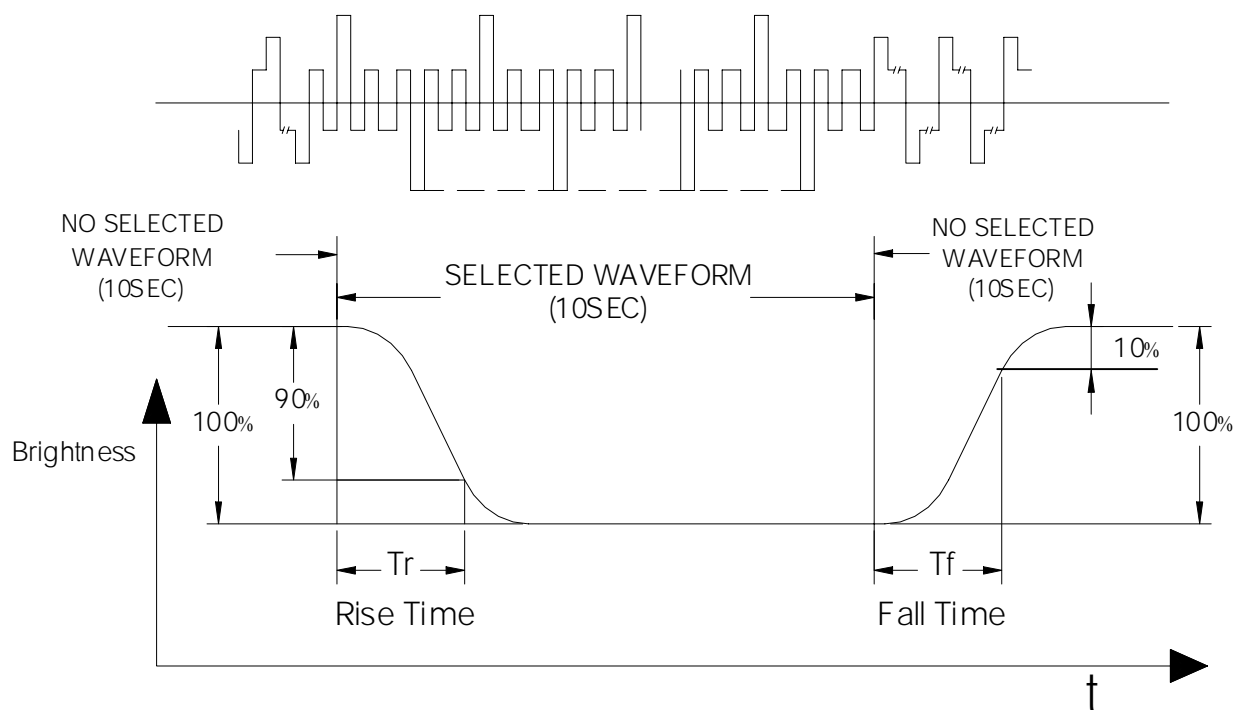 NO SELECTED
WAVEFORM
(10SEC)
SELECTED WAVEFORM
(10SEC)
NO SELECTED
WAVEFORM
(10SEC)
10%
90%
100%
100%
Brightness
Tr
Tf
Rise Time
Fall Time
t